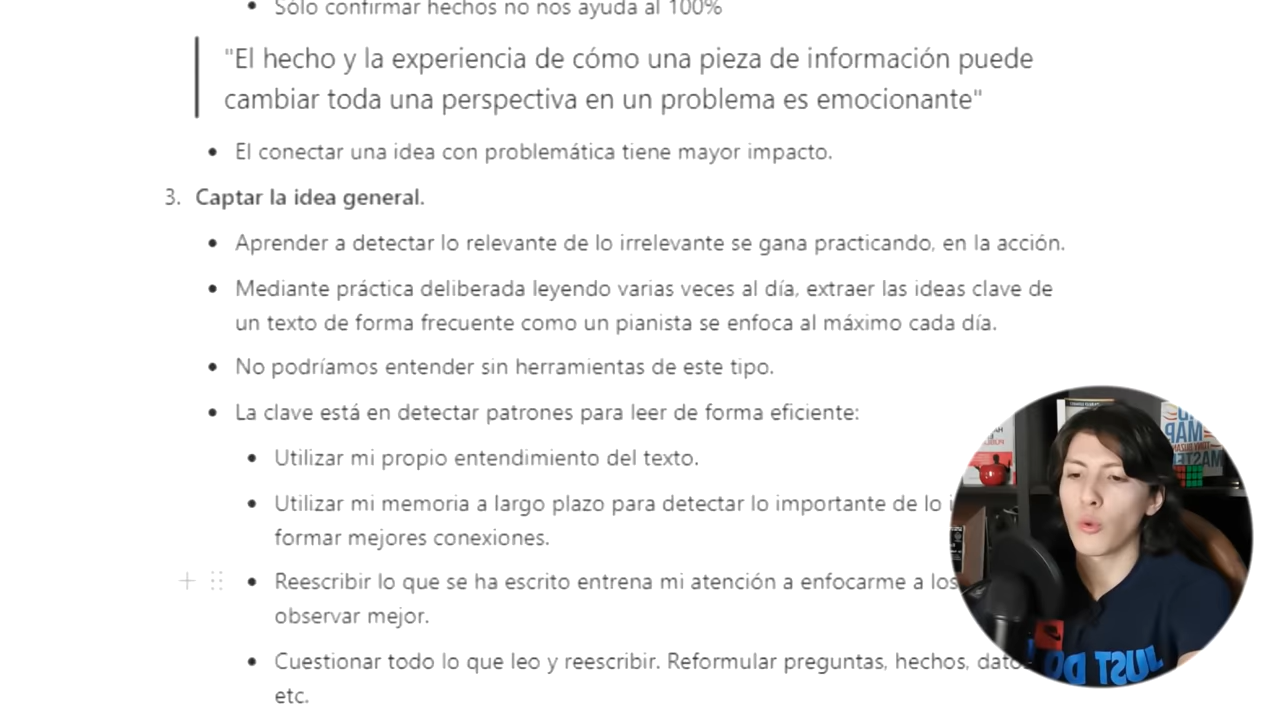 • Sólo confirmar hechos no nos ayuda al 100%
"El hecho y la experiencia de cómo una pieza de información puede
cambiar toda una perspectiva en un problema es emocionante"
• El conectar una idea con problemática tiene mayor impacto.
3. Captar la idea general.
• Aprender a detectar lo relevante de lo irrelevante se gana practicando, en la acción.
• Mediante práctica deliberada leyendo varias veces al día, extraer las ideas clave de
un texto de forma frecuente como un pianista se enfoca al máximo cada día.
• No podríamos entender sin herramientas de este tipo.
• La clave está en detectar patrones para leer de forma eficiente:
• Utilizar mi propio entendimiento del texto.
• Utilizar mi memoria a largo plazo para detectar lo importante de lo
formar mejores conexiones.
• Reescribir lo que se ha escrito entrena mi atención a enfocarme a los
observar mejor.
• Cuestionar todo lo que leo y reescribir. Reformular preguntas, hechos,
etc.
JUST DO